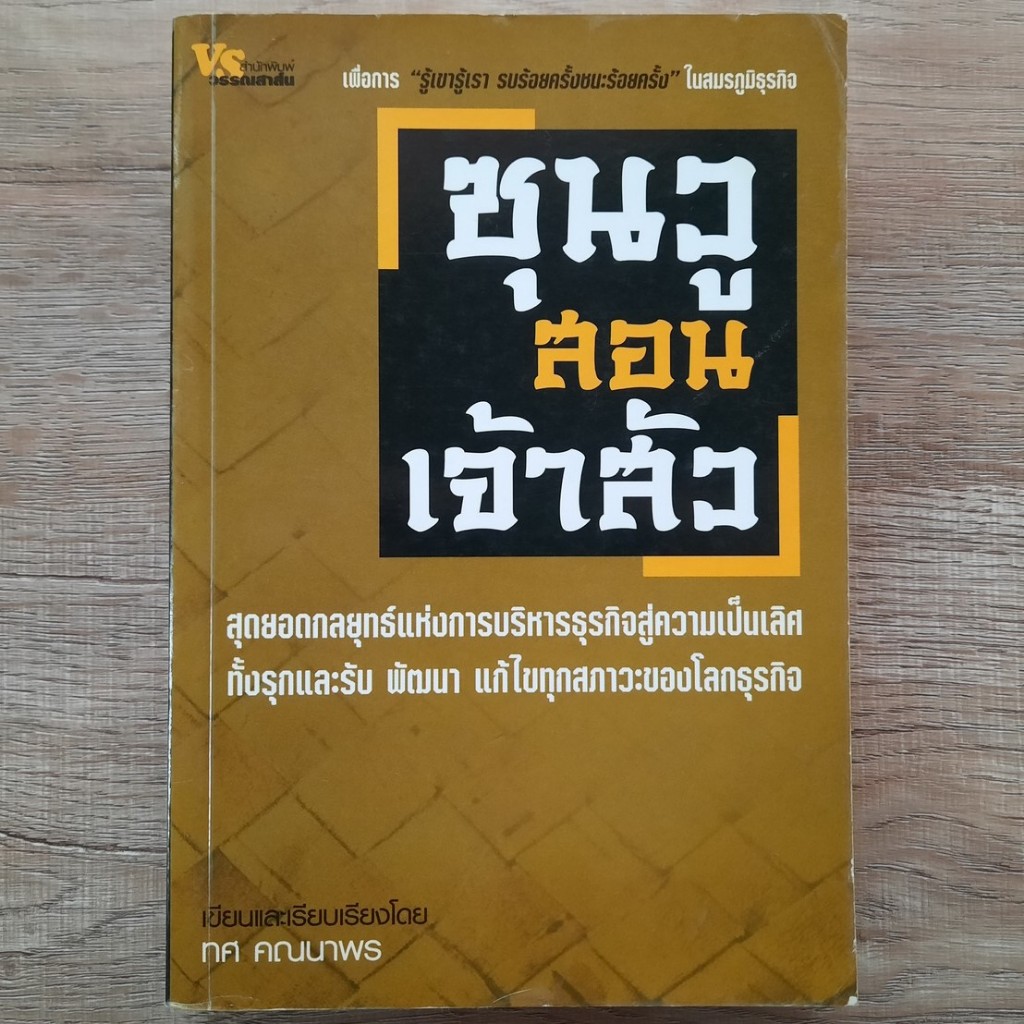 VS สำนักพิมพ์
วรรณสาส์น
เพื่อการ "รู้เขารู้เรา รบร้อยครั้งชนะร้อยครั้ง" ในสมรภูมิธุรกิจ
ซุนวู
สอน
เจ้าสัว
สุดยอดกลยุทธ์แห่งการบริหารธุรกิจสู่ความเป็นเลิศ
ทั้งรุกและรับ พัฒนา แก้ไขทุกสภาวะของโลกธุรกิจ
เขียนและเรียบเรียงโดย
ทศ คณนาพร